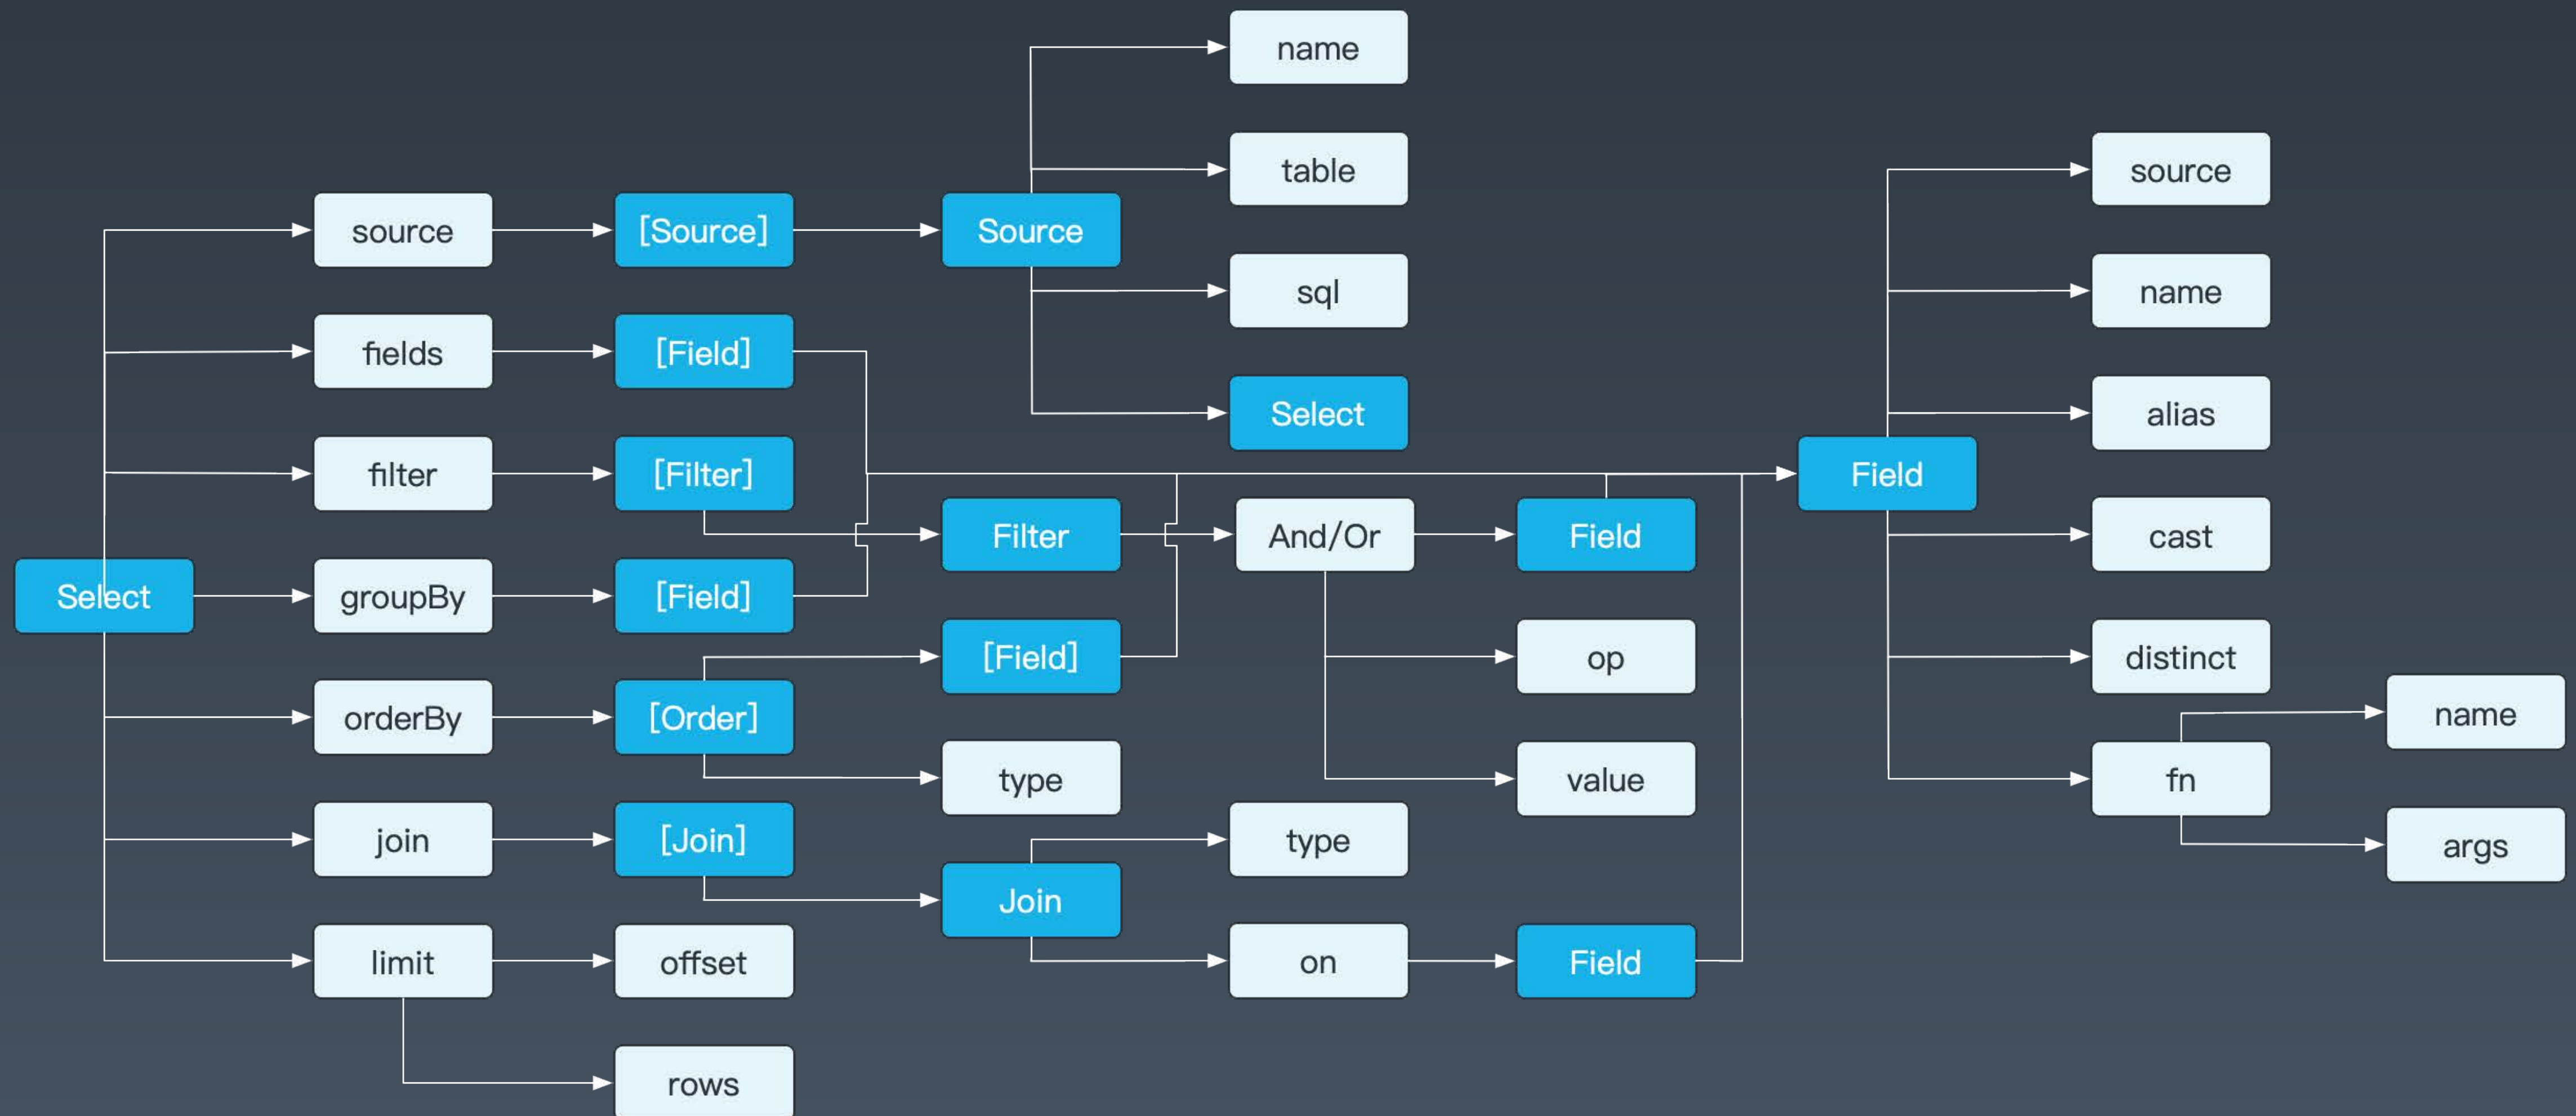 name
table
source
source
[Source]
Source
sql
name
fields
[Field]
Select
alias
filter
[Filter]
Field
Filter
And/Or
Field
cast
Select
groupBy
[Field]
[Field]
op
distinct
orderBy
[Order]
name
type
value
fn
join
[Join]
type
args
Join
limit
offset
on
Field
rows